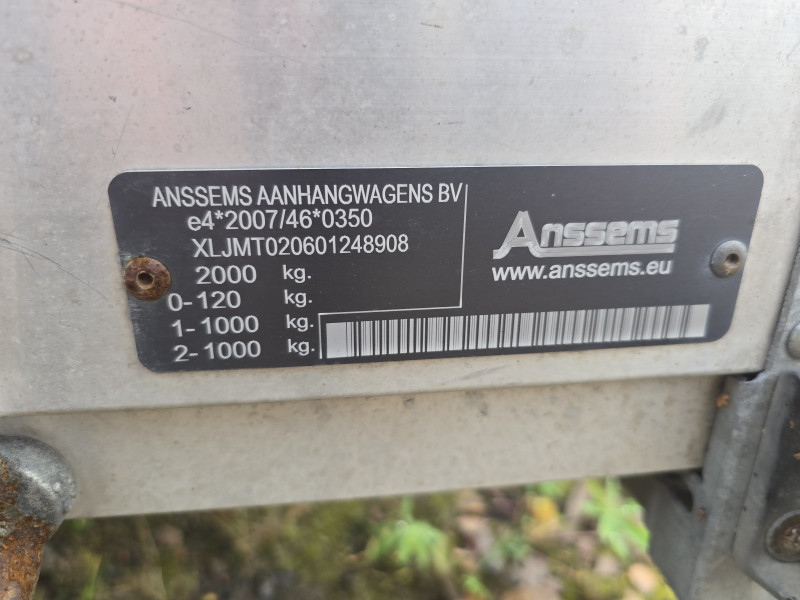 ANSSEMS AANHANGWAGENS BV
e4*2007/46*0350
XLJMT020601248908
2000 kg.
0-120 kg.
1-1000 kg.
2-1000 kg.
Anssems
www.anssems.eu